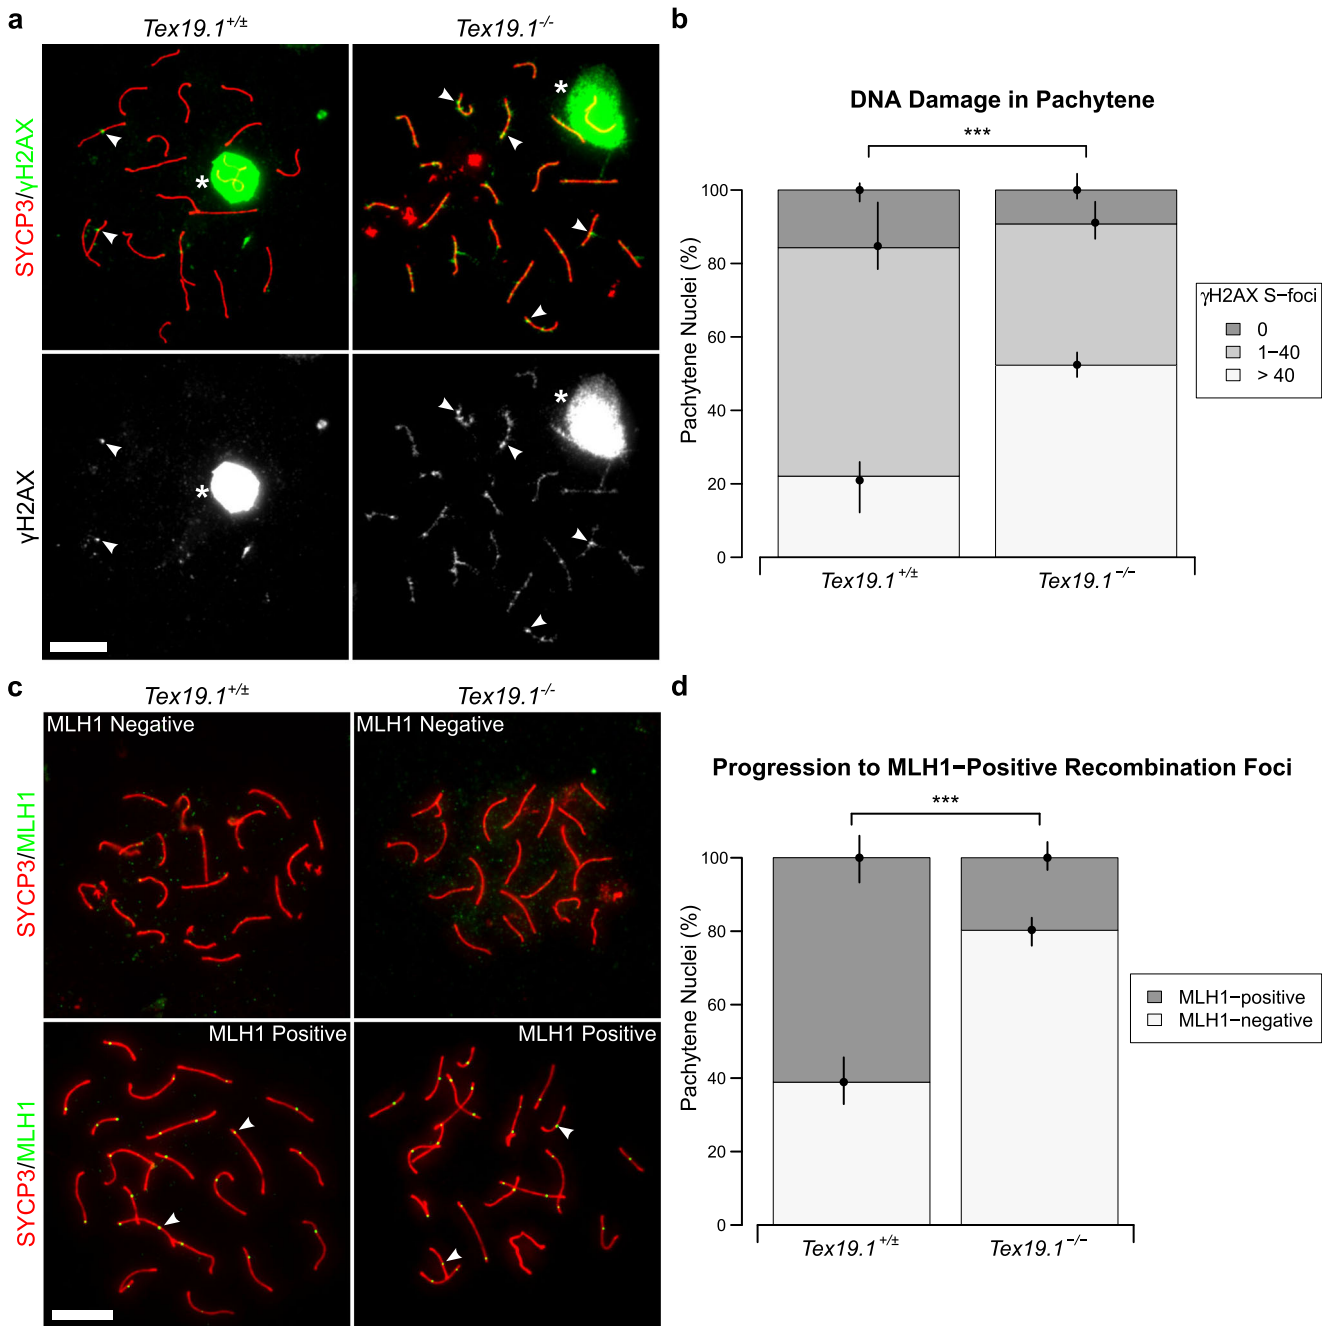 a
Tex19.1+/±
Tex19.1-/-
SYCP3/γH2AX
*
*
γH2AX
*
*
b
DNA Damage in Pachytene
***
Pachytene Nuclei (%)
100
80
60
40
20
0
Tex19.1+/±
Tex19.1−/−
γH2AX S−foci
0
1−40
> 40
c
Tex19.1+/±
Tex19.1-/-
SYCP3/MLH1
MLH1 Negative
MLH1 Negative
SYCP3/MLH1
MLH1 Positive
MLH1 Positive
d
Progression to MLH1−Positive Recombination Foci
***
Pachytene Nuclei (%)
100
80
60
40
20
0
Tex19.1+/±
Tex19.1−/−
MLH1−positive
MLH1−negative